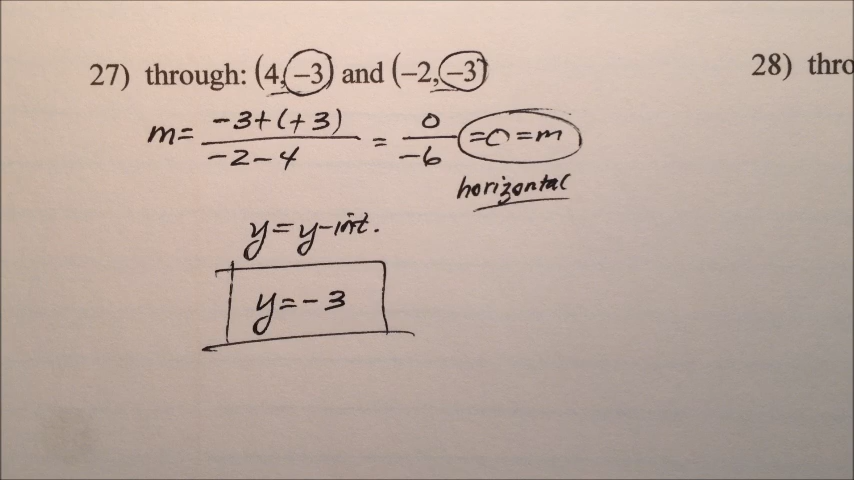 27) through: (4, −3) and (−2, −3)
28) thro
m= -3+(+3) / -2-4 = 0 / -6 =0=m
horizontal
y=y-int.
y=-3